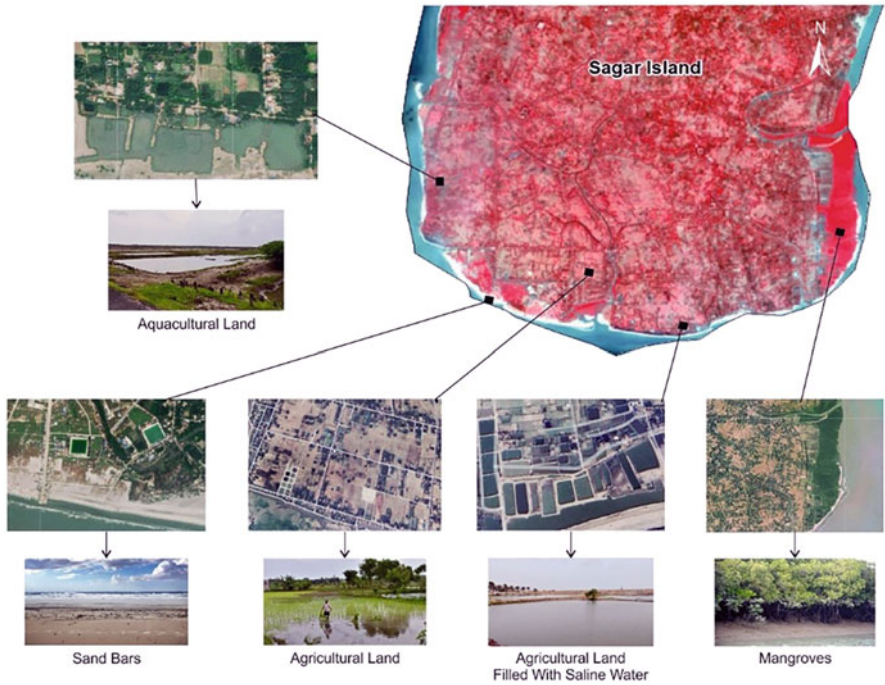 N
Sagar Island
Aquacultural Land
Sand Bars
Agricultural Land
Agricultural Land
Filled With Saline Water
Mangroves